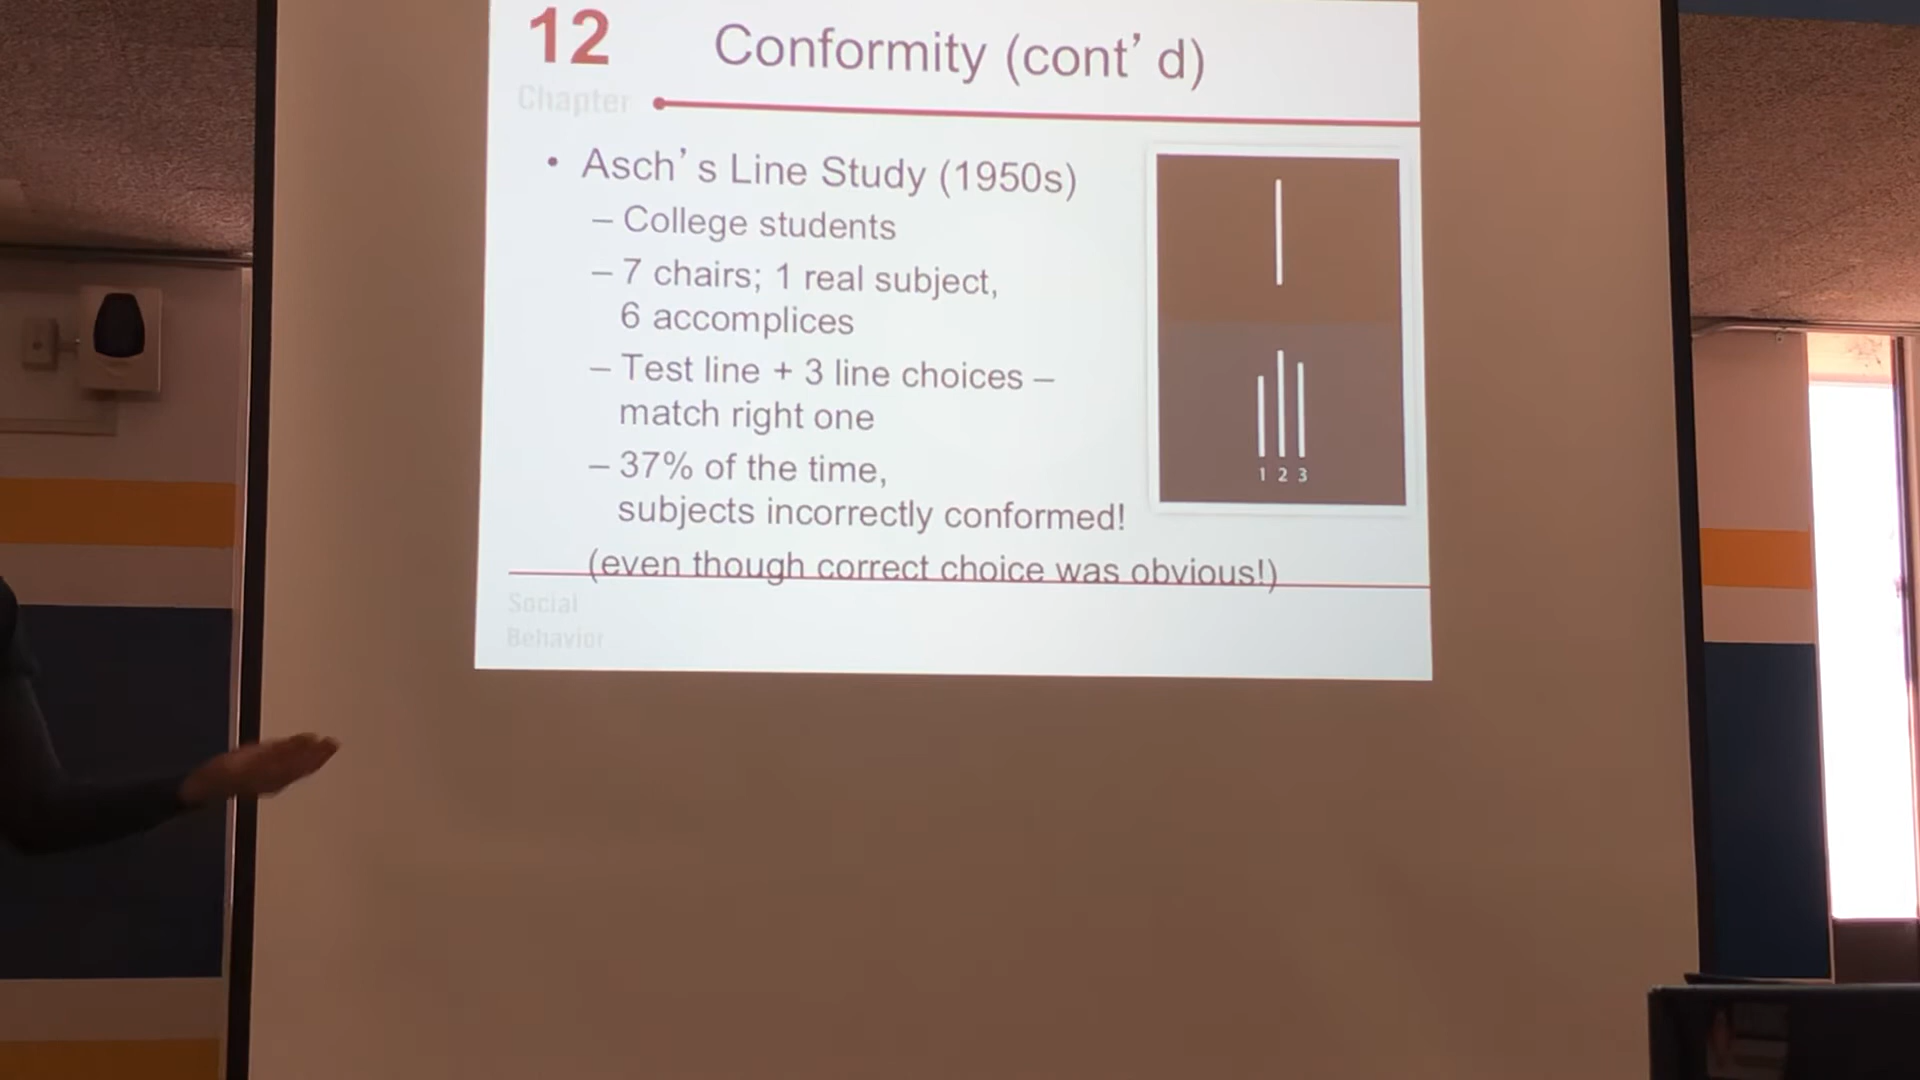 12 Conformity (cont’ d)
Chapter
• Asch’ s Line Study (1950s)
– College students
– 7 chairs; 1 real subject,
6 accomplices
– Test line + 3 line choices –
match right one
– 37% of the time,
subjects incorrectly conformed!
(even though correct choice was obvious!)
1 2 3
Social
Behavior